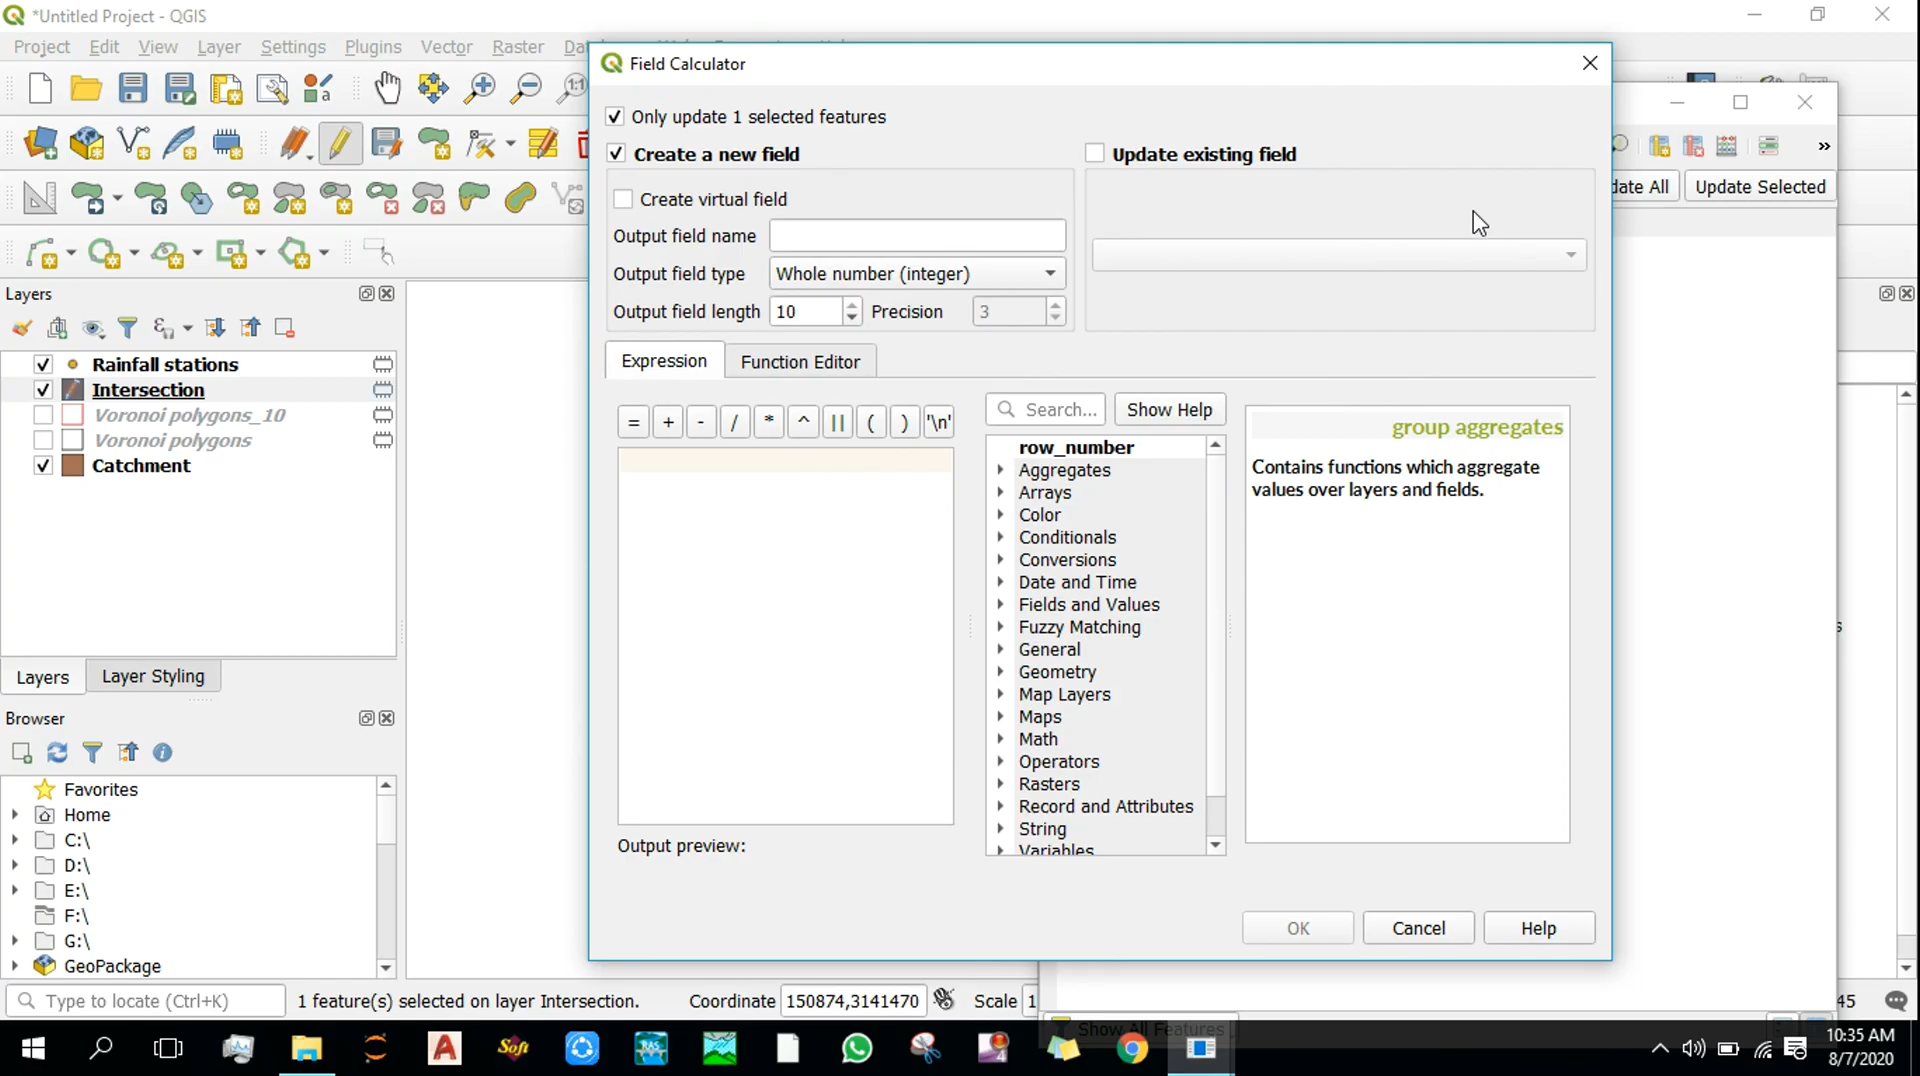 *Untitled Project - QGIS
Project Edit View Layer Settings Plugins Vector Raster
Field Calculator
Only update 1 selected features
Create a new field
Update existing field
Create virtual field
Output field name
Output field type Whole number (integer)
Output field length 10 Precision 3
date All Update Selected
Expression Function Editor
= + - / * ^ || ( ) '\n'
Search... Show Help
row_number
Aggregates
Arrays
Color
Conditionals
Conversions
Date and Time
Fields and Values
Fuzzy Matching
General
Geometry
Map Layers
Maps
Math
Operators
Rasters
Record and Attributes
String
Variables
group aggregates
Contains functions which aggregate
values over layers and fields.
Output preview:
OK Cancel Help
Layers
Rainfall stations
Intersection
Voronoi polygons_10
Voronoi polygons
Catchment
Layers Layer Styling
Browser
Favorites
Home
C:\
D:\
E:\
F:\
G:\
GeoPackage
Type to locate (Ctrl+K) 1 feature(s) selected on layer Intersection. Coordinate 150874,3141470 Scale 1 45
Show All Features
10:35 AM
8/7/2020